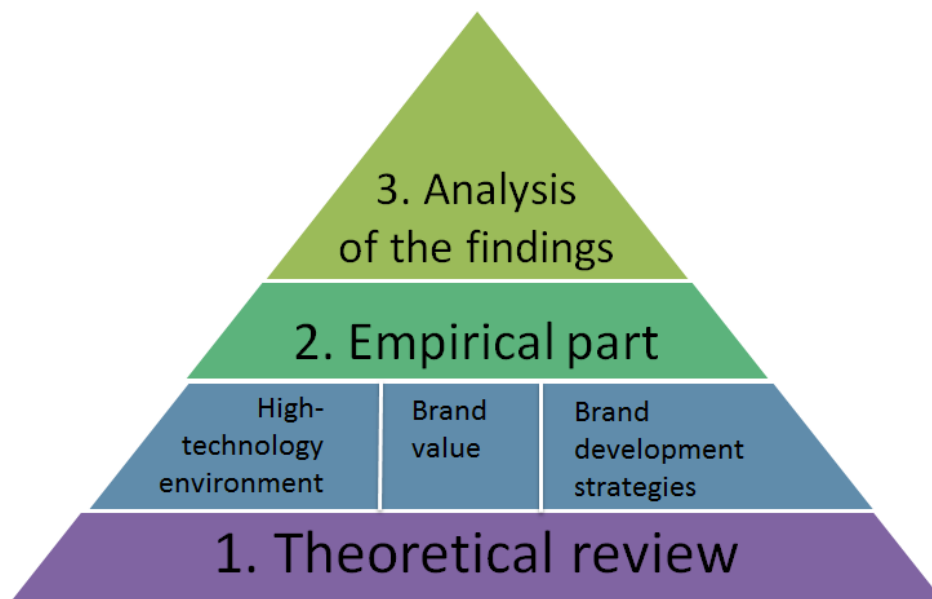 3. Analysis
of the findings
2. Empirical part
High-
technology
environment
Brand
value
Brand
development
strategies
1. Theoretical review